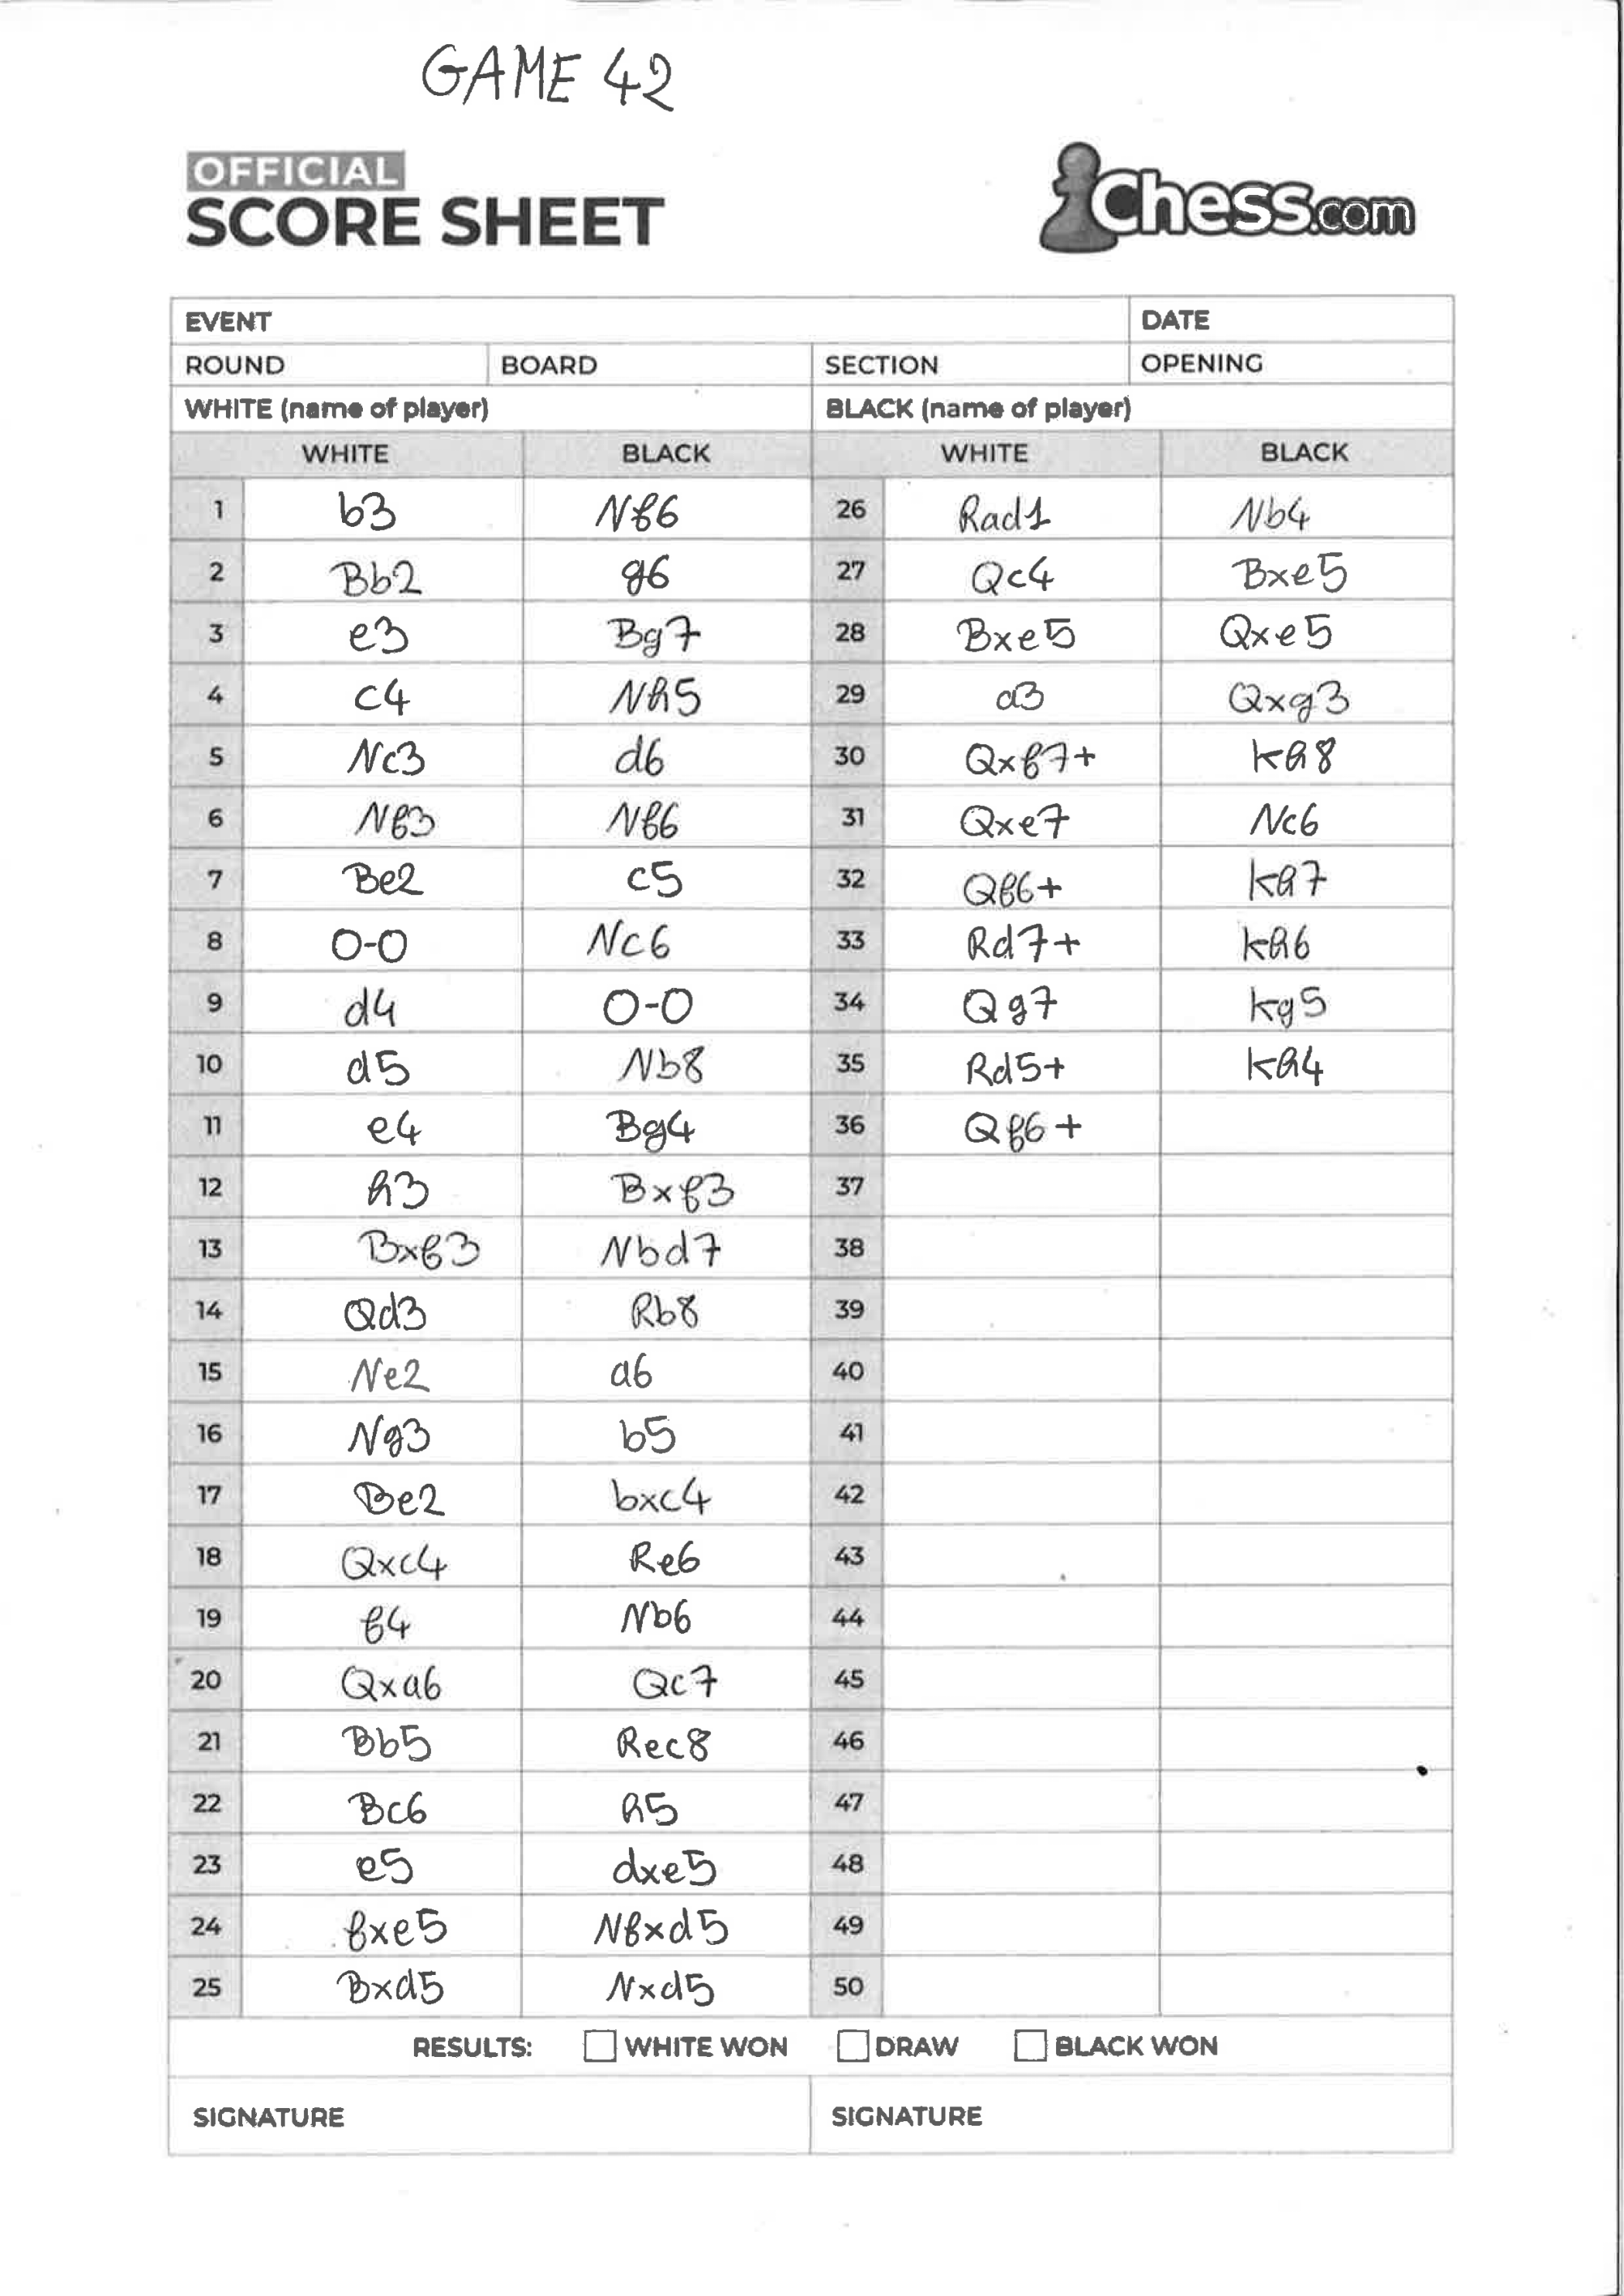 GAME 42
OFFICIAL
SCORE SHEET
Chess.com
EVENT DATE
ROUND BOARD SECTION OPENING
WHITE (name of player) BLACK (name of player)
WHITE BLACK WHITE BLACK
1 b3 Nf6 26 Rad1 Nb4
2 Bb2 g6 27 Qc4 Bxe5
3 e3 Bg7 28 Bxe5 Qxe5
4 c4 Nh5 29 a3 Qxg3
5 Nc3 d6 30 Qxf7+ kh8
6 Nf3 Nf6 31 Qxe7 Nc6
7 Be2 c5 32 Qf6+ kh7
8 O-O Nc6 33 Rd7+ kh6
9 d4 O-O 34 Qg7 kg5
10 d5 Nb8 35 Rd5+ kh4
11 e4 Bg4 36 Qf6+
12 h3 Bxf3 37
13 Bxf3 Nbd7 38
14 Qd3 Rb8 39
15 Ne2 a6 40
16 Ng3 b5 41
17 Be2 bxc4 42
18 Qxc4 Re6 43
19 f4 Nb6 44
20 Qxa6 Qc7 45
21 Bb5 Rec8 46
22 Bc6 h5 47
23 e5 dxe5 48
24 fxe5 Nfxd5 49
25 Bxd5 Nxd5 50
RESULTS: WHITE WON DRAW BLACK WON
SIGNATURE SIGNATURE